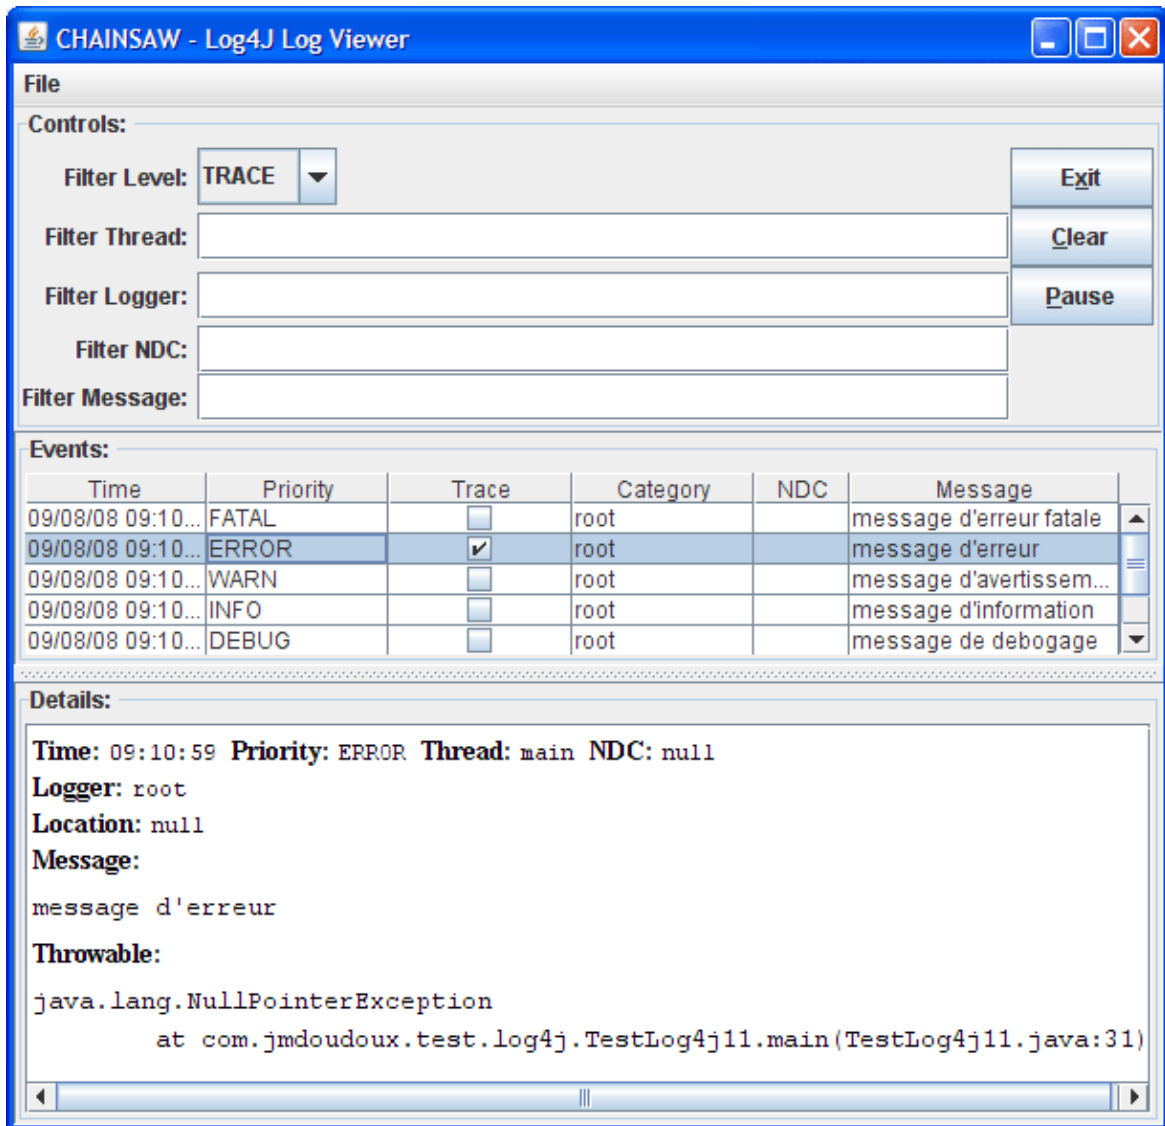 CHAINSAW - Log4J Log Viewer
File
Controls:
Filter Level: TRACE Exit
Filter Thread: Clear
Filter Logger: Pause
Filter NDC:
Filter Message:
Events:
Time Priority Trace Category NDC Message
09/08/08 09:10... FATAL root message d'erreur fatale
09/08/08 09:10... ERROR root message d'erreur
09/08/08 09:10... WARN root message d'avertissem...
09/08/08 09:10... INFO root message d'information
09/08/08 09:10... DEBUG root message de debogage
Details:
Time: 09:10:59 Priority: ERROR Thread: main NDC: null
Logger: root
Location: null
Message:
message d'erreur
Throwable:
java.lang.NullPointerException
at com.jmdoudoux.test.log4j.TestLog4j11.main(TestLog4j11.java:31)